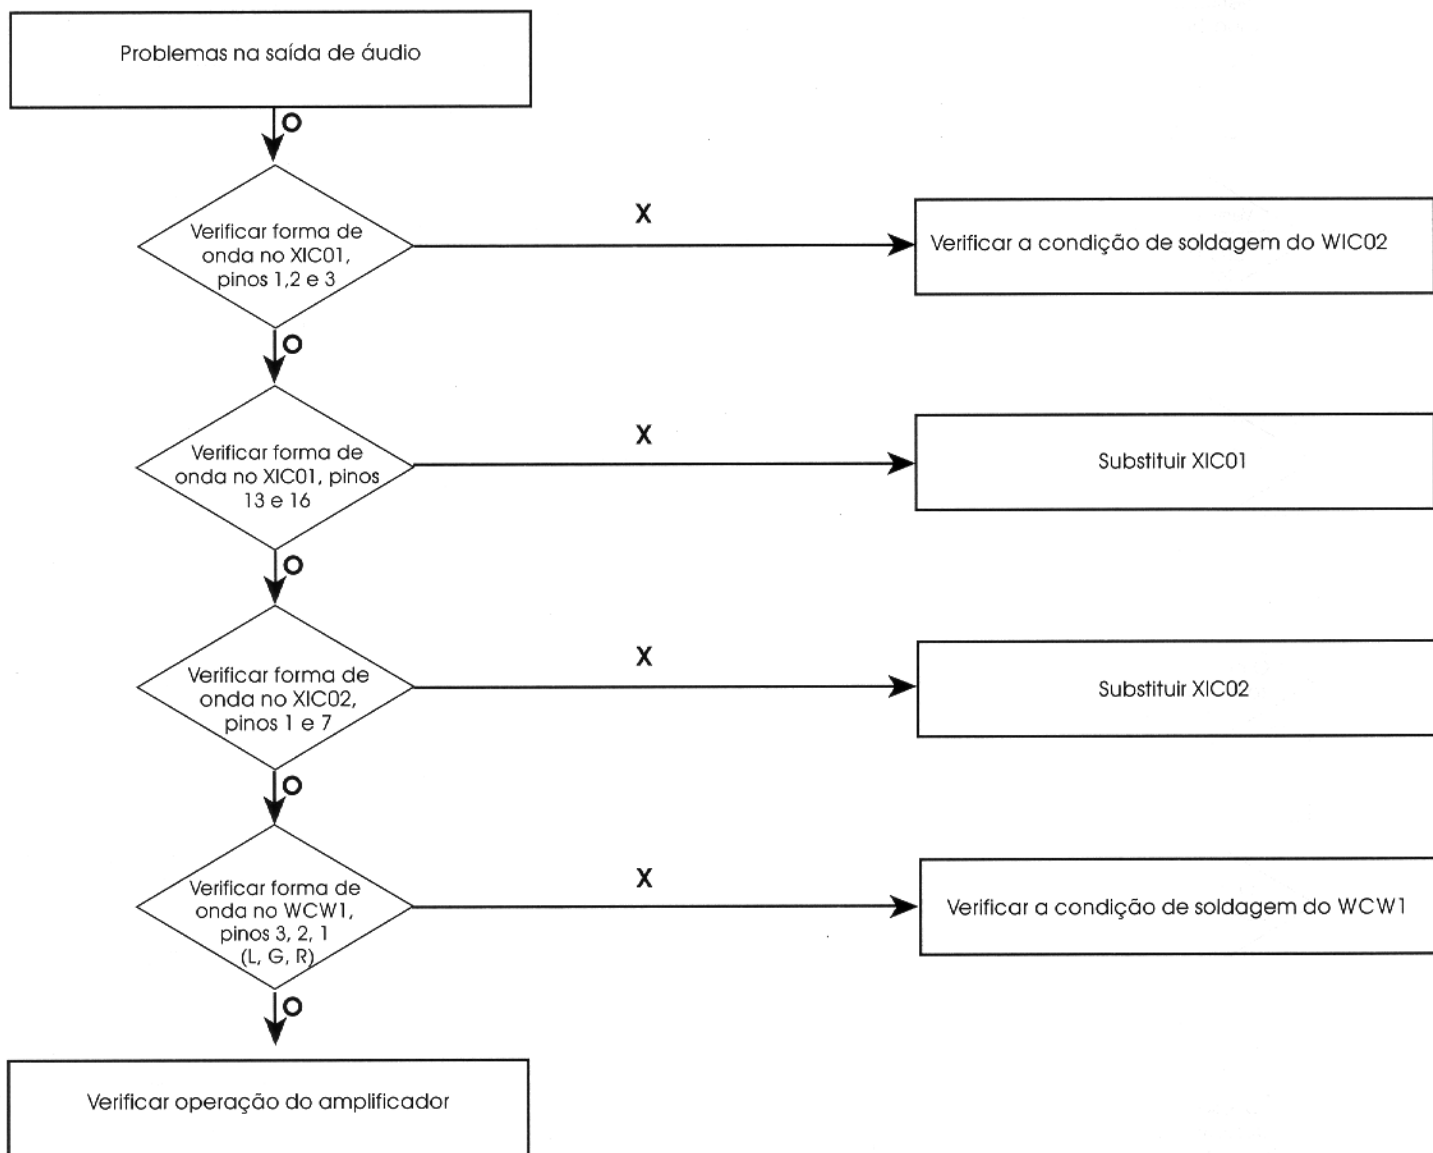 Problemas na saída de áudio
O
Verificar forma de
onda no XIC01,
pinos 1,2 e 3
X
Verificar a condição de soldagem do WIC02
O
Verificar forma de
onda no XIC01, pinos
13 e 16
X
Substituir XIC01
O
Verificar forma de
onda no XIC02,
pinos 1 e 7
X
Substituir XIC02
O
Verificar forma de
onda no WCW1,
pinos 3, 2, 1
(L, G, R)
X
Verificar a condição de soldagem do WCW1
O
Verificar operação do amplificador